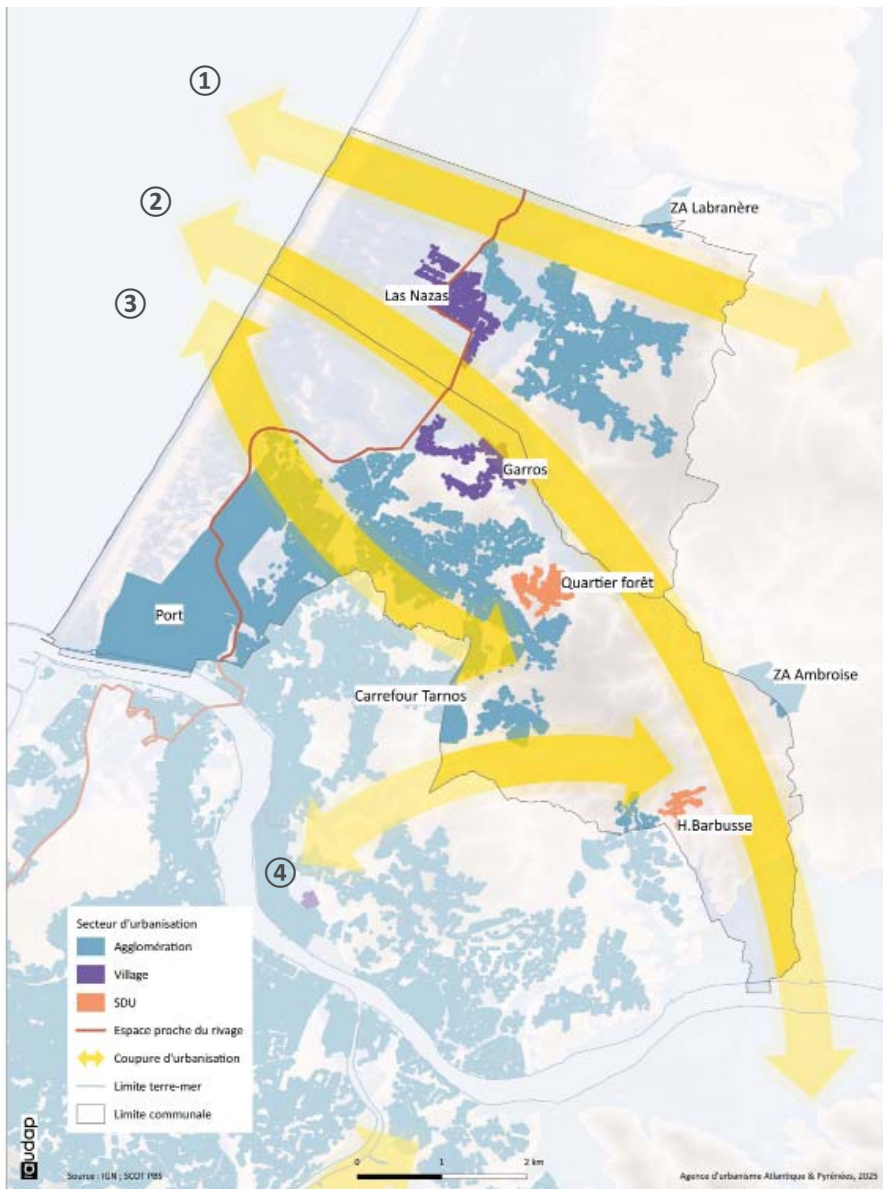 ①
②
③
ZA Labranère
Las Nazas
Garros
Quartier forêt
Port
ZA Ambroise
Carrefour Tarnos
H.Barbusse
④
Secteur d'urbanisation
Agglomération
Village
SDU
Espace proche du rivage
Coupure d'urbanisation
Limite terre-mer
Limite communale
audap
Source : IGN ; SCOT PBS
0 1 2 km
Agence d'urbanisme Atlantique & Pyrénées, 2025